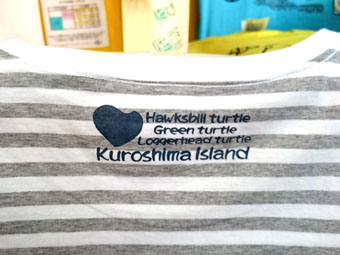 Hawksbill turtle
Green turtle
Loggerhead turtle
Kuroshima Island